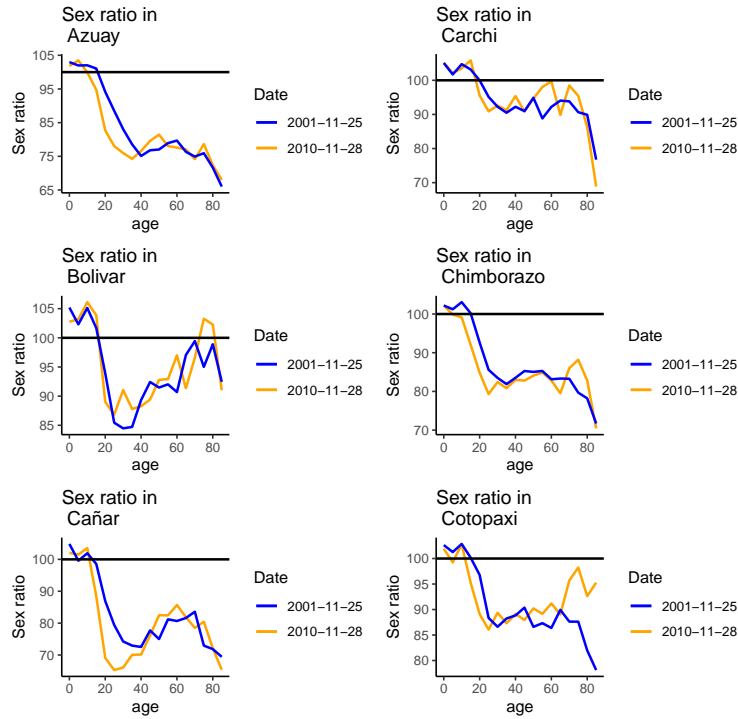 Sex ratio in
Azuay
105
95
85
75
65
0 20 40 60 80
Sex ratio
age
Date
2001−11−25
2010−11−28
Sex ratio in
Carchi
100
90
80
70
0 20 40 60 80
Sex ratio
age
Date
2001−11−25
2010−11−28
Sex ratio in
Bolivar
105
100
95
90
85
0 20 40 60 80
Sex ratio
age
Date
2001−11−25
2010−11−28
Sex ratio in
Chimborazo
100
90
80
70
0 20 40 60 80
Sex ratio
age
Date
2001−11−25
2010−11−28
Sex ratio in
Cañar
100
90
80
70
0 20 40 60 80
Sex ratio
age
Date
2001−11−25
2010−11−28
Sex ratio in
Cotopaxi
100
95
90
85
80
0 20 40 60 80
Sex ratio
age
Date
2001−11−25
2010−11−28